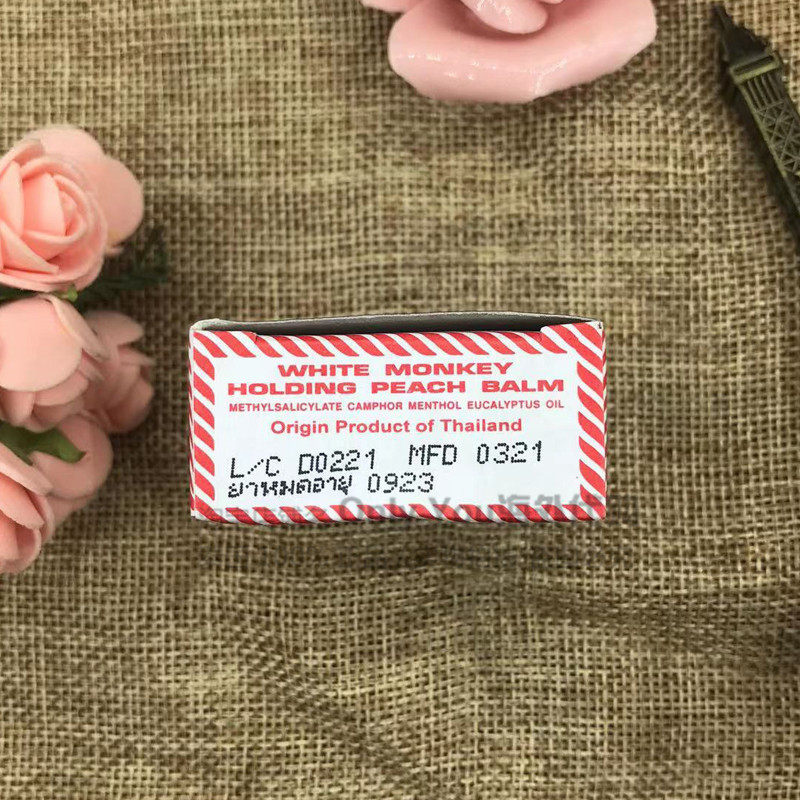 WHITE MONKEY
HOLDING PEACH BALM
METHYLSALICYLATE CAMPHOR MENTHOL EUCALYPTUS OIL
Origin Product of Thailand
L/C D0221 MFD 0321
ยาหมดอายุ 0923